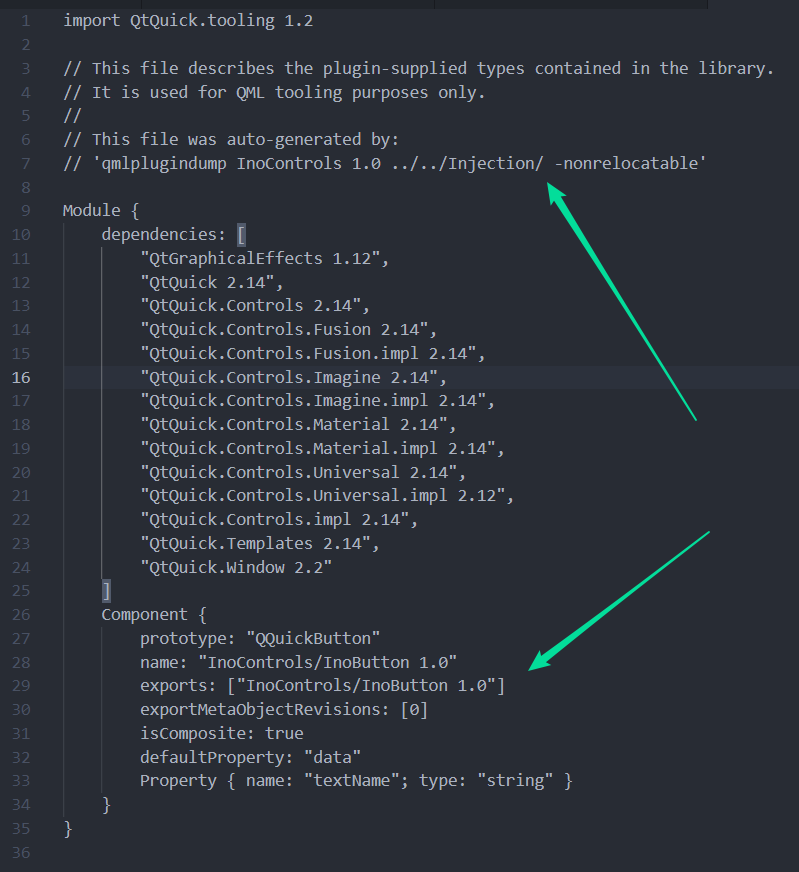 1 import QtQuick.tooling 1.2
2
3 // This file describes the plugin-supplied types contained in the library.
4 // It is used for QML tooling purposes only.
5 //
6 // This file was auto-generated by:
7 // 'qmlplugindump InoControls 1.0 ../../Injection/ -nonrelocatable'
8
9 Module {
10     dependencies: [
11         "QtGraphicalEffects 1.12",
12         "QtQuick 2.14",
13         "QtQuick.Controls 2.14",
14         "QtQuick.Controls.Fusion 2.14",
15         "QtQuick.Controls.Fusion.impl 2.14",
16         "QtQuick.Controls.Imagine 2.14",
17         "QtQuick.Controls.Imagine.impl 2.14",
18         "QtQuick.Controls.Material 2.14",
19         "QtQuick.Controls.Material.impl 2.14",
20         "QtQuick.Controls.Universal 2.14",
21         "QtQuick.Controls.Universal.impl 2.12",
22         "QtQuick.Controls.impl 2.14",
23         "QtQuick.Templates 2.14",
24         "QtQuick.Window 2.2"
25     ]
26     Component {
27         prototype: "QQuickButton"
28         name: "InoControls/InoButton 1.0"
29         exports: ["InoControls/InoButton 1.0"]
30         exportMetaObjectRevisions: [0]
31         isComposite: true
32         defaultProperty: "data"
33         Property { name: "textName"; type: "string" }
34     }
35 }
36